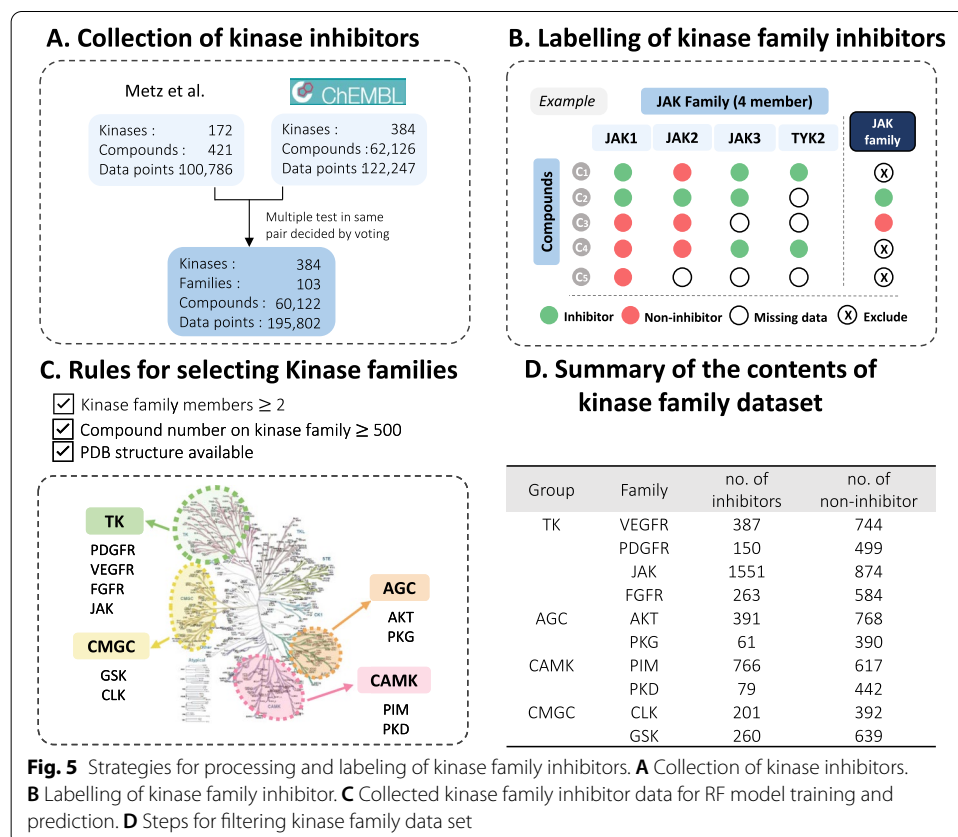 A. Collection of kinase inhibitors
Metz et al.
ChEMBL
Kinases : 172
Compounds : 421
Data points : 100,786
Kinases : 384
Compounds : 62,126
Data points : 122,247
Multiple test in same
pair decided by voting
Kinases : 384
Families : 103
Compounds : 60,122
Data points : 195,802
B. Labelling of kinase family inhibitors
Example
JAK Family (4 member)
JAK1 JAK2 JAK3 TYK2
JAK
family
Compounds
C1 X
C2
C3
C4 X
C5 X
Inhibitor Non-inhibitor Missing data X Exclude
C. Rules for selecting Kinase families
Kinase family members ≥ 2
Compound number on kinase family ≥ 500
PDB structure available
TK
PDGFR
VEGFR
FGFR
JAK
CMGC
GSK
CLK
AGC
AKT
PKG
CAMK
PIM
PKD
D. Summary of the contents of
kinase family dataset
Group Family no. of inhibitors no. of non-inhibitor
TK VEGFR 387 744
PDGFR 150 499
JAK 1551 874
FGFR 263 584
AGC AKT 391 768
PKG 61 390
CAMK PIM 766 617
PKD 79 442
CMGC CLK 201 392
GSK 260 639
Fig. 5 Strategies for processing and labeling of kinase family inhibitors. A Collection of kinase inhibitors.
B Labelling of kinase family inhibitor. C Collected kinase family inhibitor data for RF model training and
prediction. D Steps for filtering kinase family data set